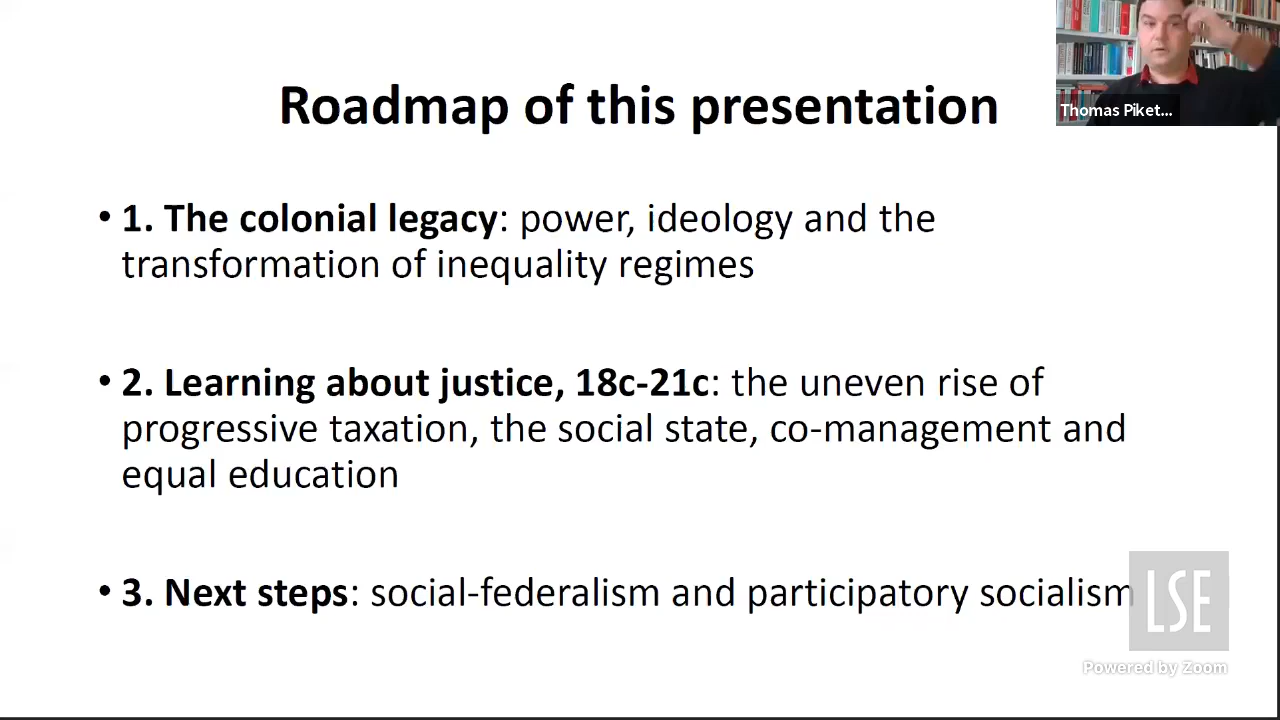 Roadmap of this presentation
Thomas Piket...
• 1. The colonial legacy: power, ideology and the
transformation of inequality regimes
• 2. Learning about justice, 18c-21c: the uneven rise of
progressive taxation, the social state, co-management and
equal education
• 3. Next steps: social-federalism and participatory socialism
LSE
Powered by Zoom